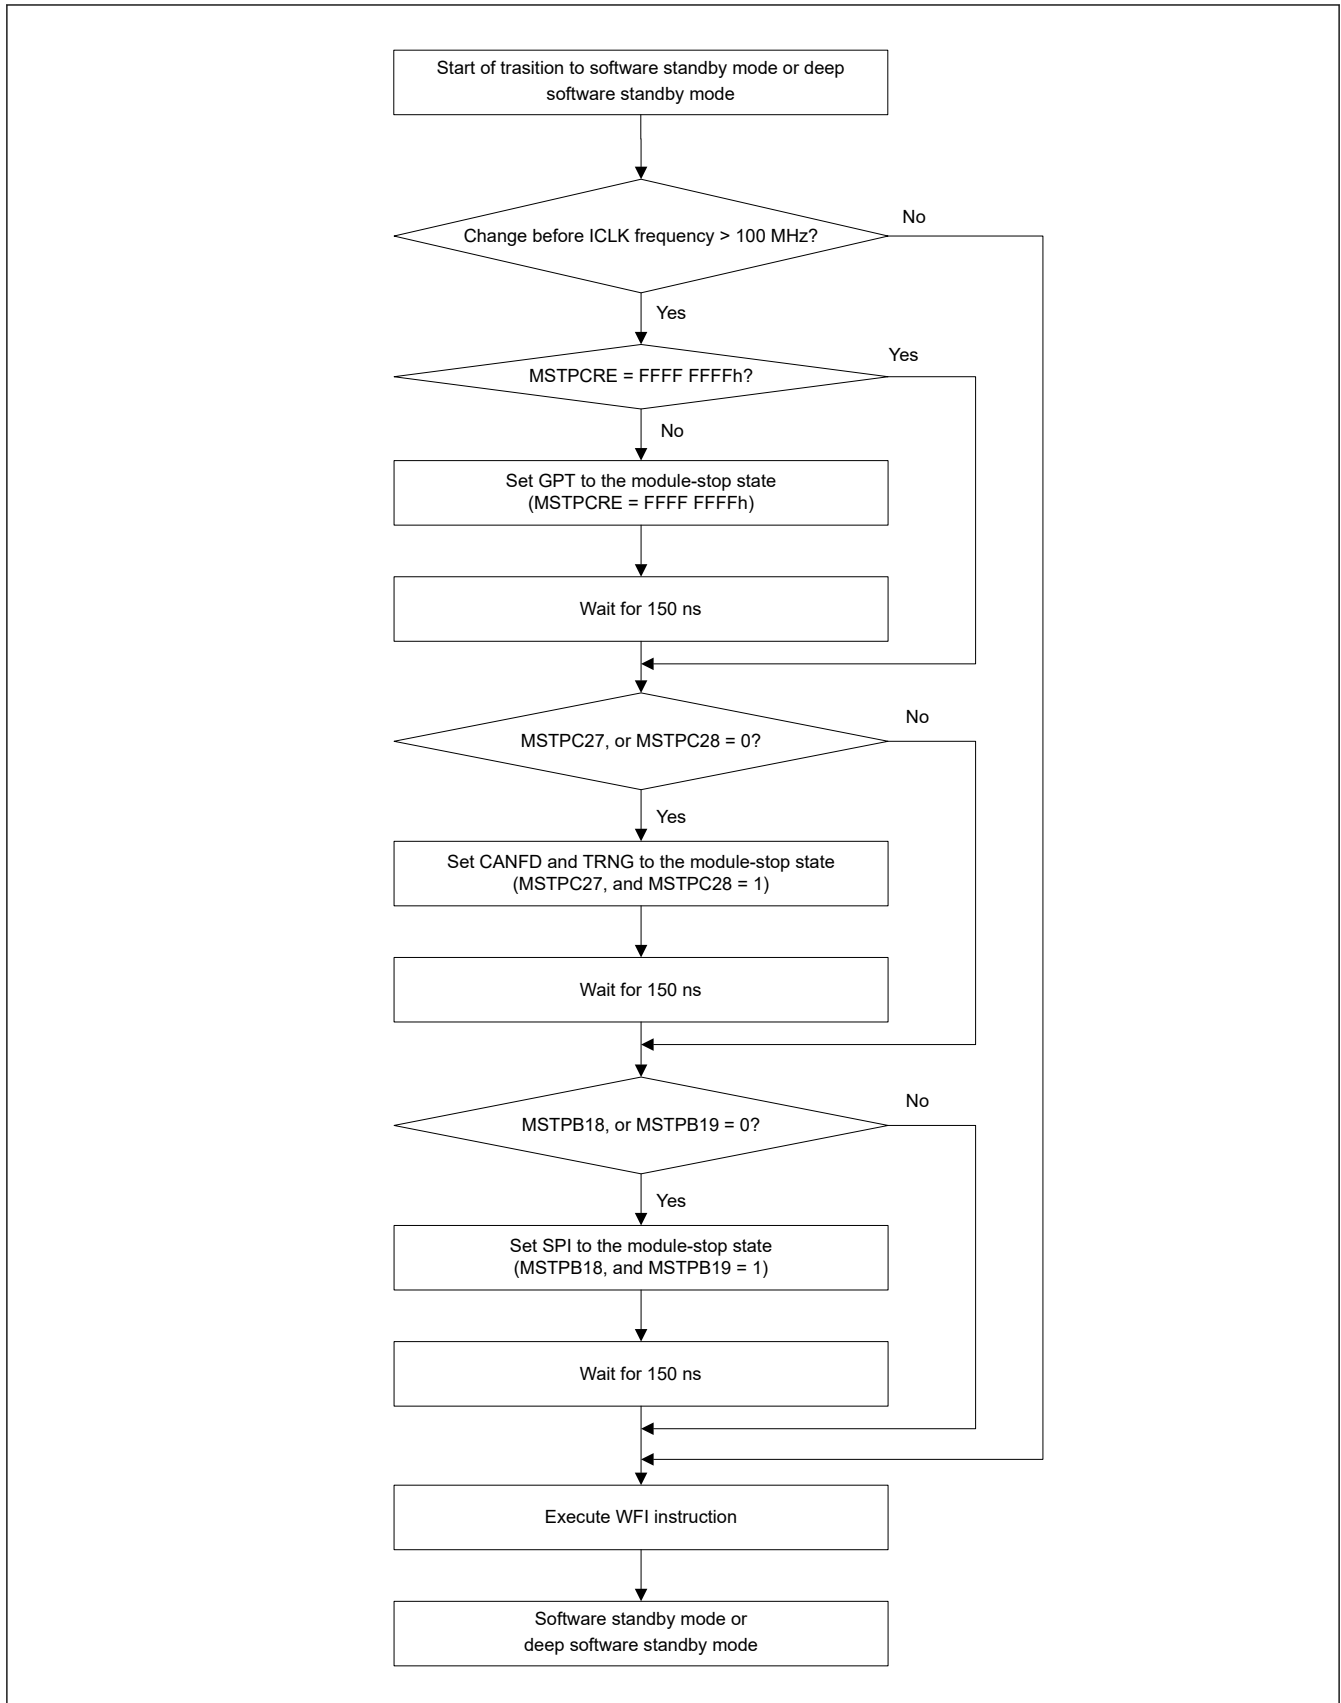 Start of trasition to software standby mode or deep
software standby mode
Change before ICLK frequency > 100 MHz?
No
Yes
MSTPCRE = FFFF FFFFh?
Yes
No
Set GPT to the module-stop state
(MSTPCRE = FFFF FFFFh)
Wait for 150 ns
MSTPC27, or MSTPC28 = 0?
No
Yes
Set CANFD and TRNG to the module-stop state
(MSTPC27, and MSTPC28 = 1)
Wait for 150 ns
MSTPB18, or MSTPB19 = 0?
No
Yes
Set SPI to the module-stop state
(MSTPB18, and MSTPB19 = 1)
Wait for 150 ns
Execute WFI instruction
Software standby mode or
deep software standby mode